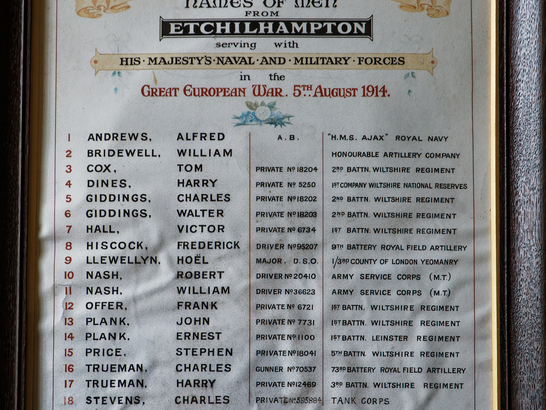 NAMES OF MEN
FROM
ETCHILHAMPTON
serving with
HIS · MAJESTY'S · NAVAL · AND · MILITARY · FORCES
in the
GREAT EUROPEAN WAR. 5TH AUGUST 1914.
1 ANDREWS, ALFRED A.B. "H.M.S. AJAX" ROYAL NAVY
2 BRIDEWELL, WILLIAM HONOURABLE ARTILLERY COMPANY
3 COX, TOM PRIVATE No 18204 2ND BATTN. WILTSHIRE REGIMENT
4 DINES, HARRY PRIVATE No 5250 1ST COMPANY WILTSHIRE NATIONAL RESERVES
5 GIDDINGS, CHARLES PRIVATE No 18202 2ND BATTN. WILTSHIRE REGIMENT
6 GIDDINGS, WALTER PRIVATE No 18203 2ND BATTN. WILTSHIRE REGIMENT
7 HALL, VICTOR PRIVATE No 6734 1ST BATTN. WILTSHIRE REGIMENT
8 HISCOCK, FREDERICK DRIVER No 95207 9TH BATTERY ROYAL FIELD ARTILLERY
9 LLEWELLYN, HOËL MAJOR. D.S.O. 1/3RD COUNTY OF LONDON YEOMANRY
10 NASH, ROBERT DRIVER No 20410 ARMY SERVICE CORPS (M.T.)
11 NASH, WILLIAM DRIVER No 36623 ARMY SERVICE CORPS (M.T.)
12 OFFER, FRANK PRIVATE No 6721 1ST BATTN. WILTSHIRE REGIMENT
13 PLANK, JOHN PRIVATE No 7731 1ST BATTN. WILTSHIRE REGIMENT
14 PLANK, ERNEST PRIVATE No 1100 1ST BATTN. LEINSTER REGIMENT
15 PRICE, STEPHEN PRIVATE No 18041 5TH BATTN. WILTSHIRE REGIMENT
16 TRUEMAN, CHARLES GUNNER No 70537 73RD BATTERY ROYAL FIELD ARTILLERY
17 TRUEMAN, HARRY PRIVATE No 12469 3RD BATTN. WILTSHIRE REGIMENT
18 STEVENS, CHARLES PRIVATE No 595884 TANK CORPS